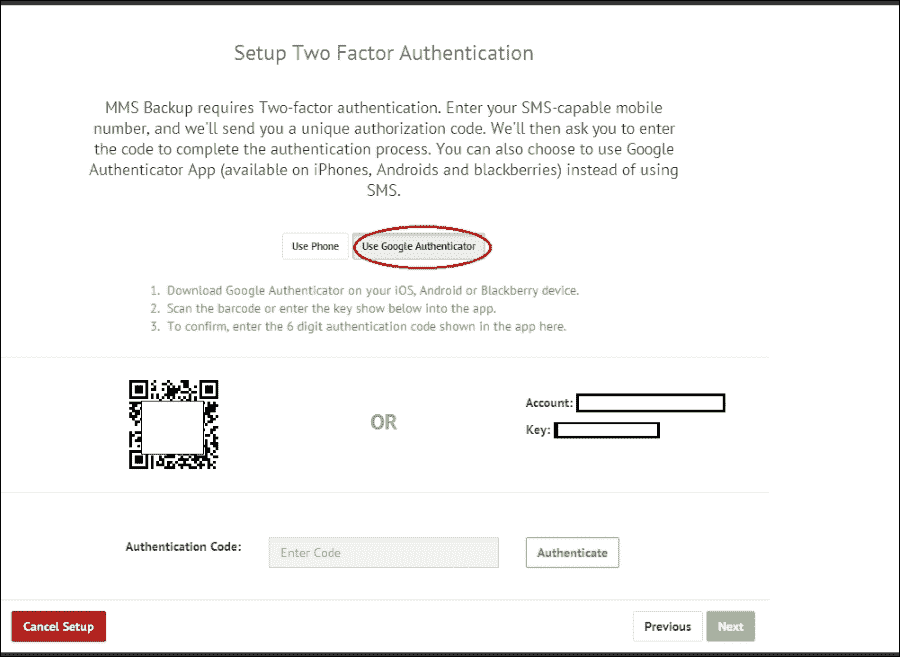 Setup Two Factor Authentication
MMS Backup requires Two-factor authentication. Enter your SMS-capable mobile
number, and we'll send you a unique authorization code. We'll then ask you to enter
the code to complete the authentication process. You can also choose to use Google
Authenticator App (available on iPhones, Androids and blackberries) instead of using
SMS.
Use Phone Use Google Authenticator
1. Download Google Authenticator on your iOS, Android or Blackberry device.
2. Scan the barcode or enter the key show below into the app.
3. To confirm, enter the 6 digit authentication code shown in the app here.
OR
Account:
Key:
Authentication Code: Enter Code Authenticate
Cancel Setup Previous Next